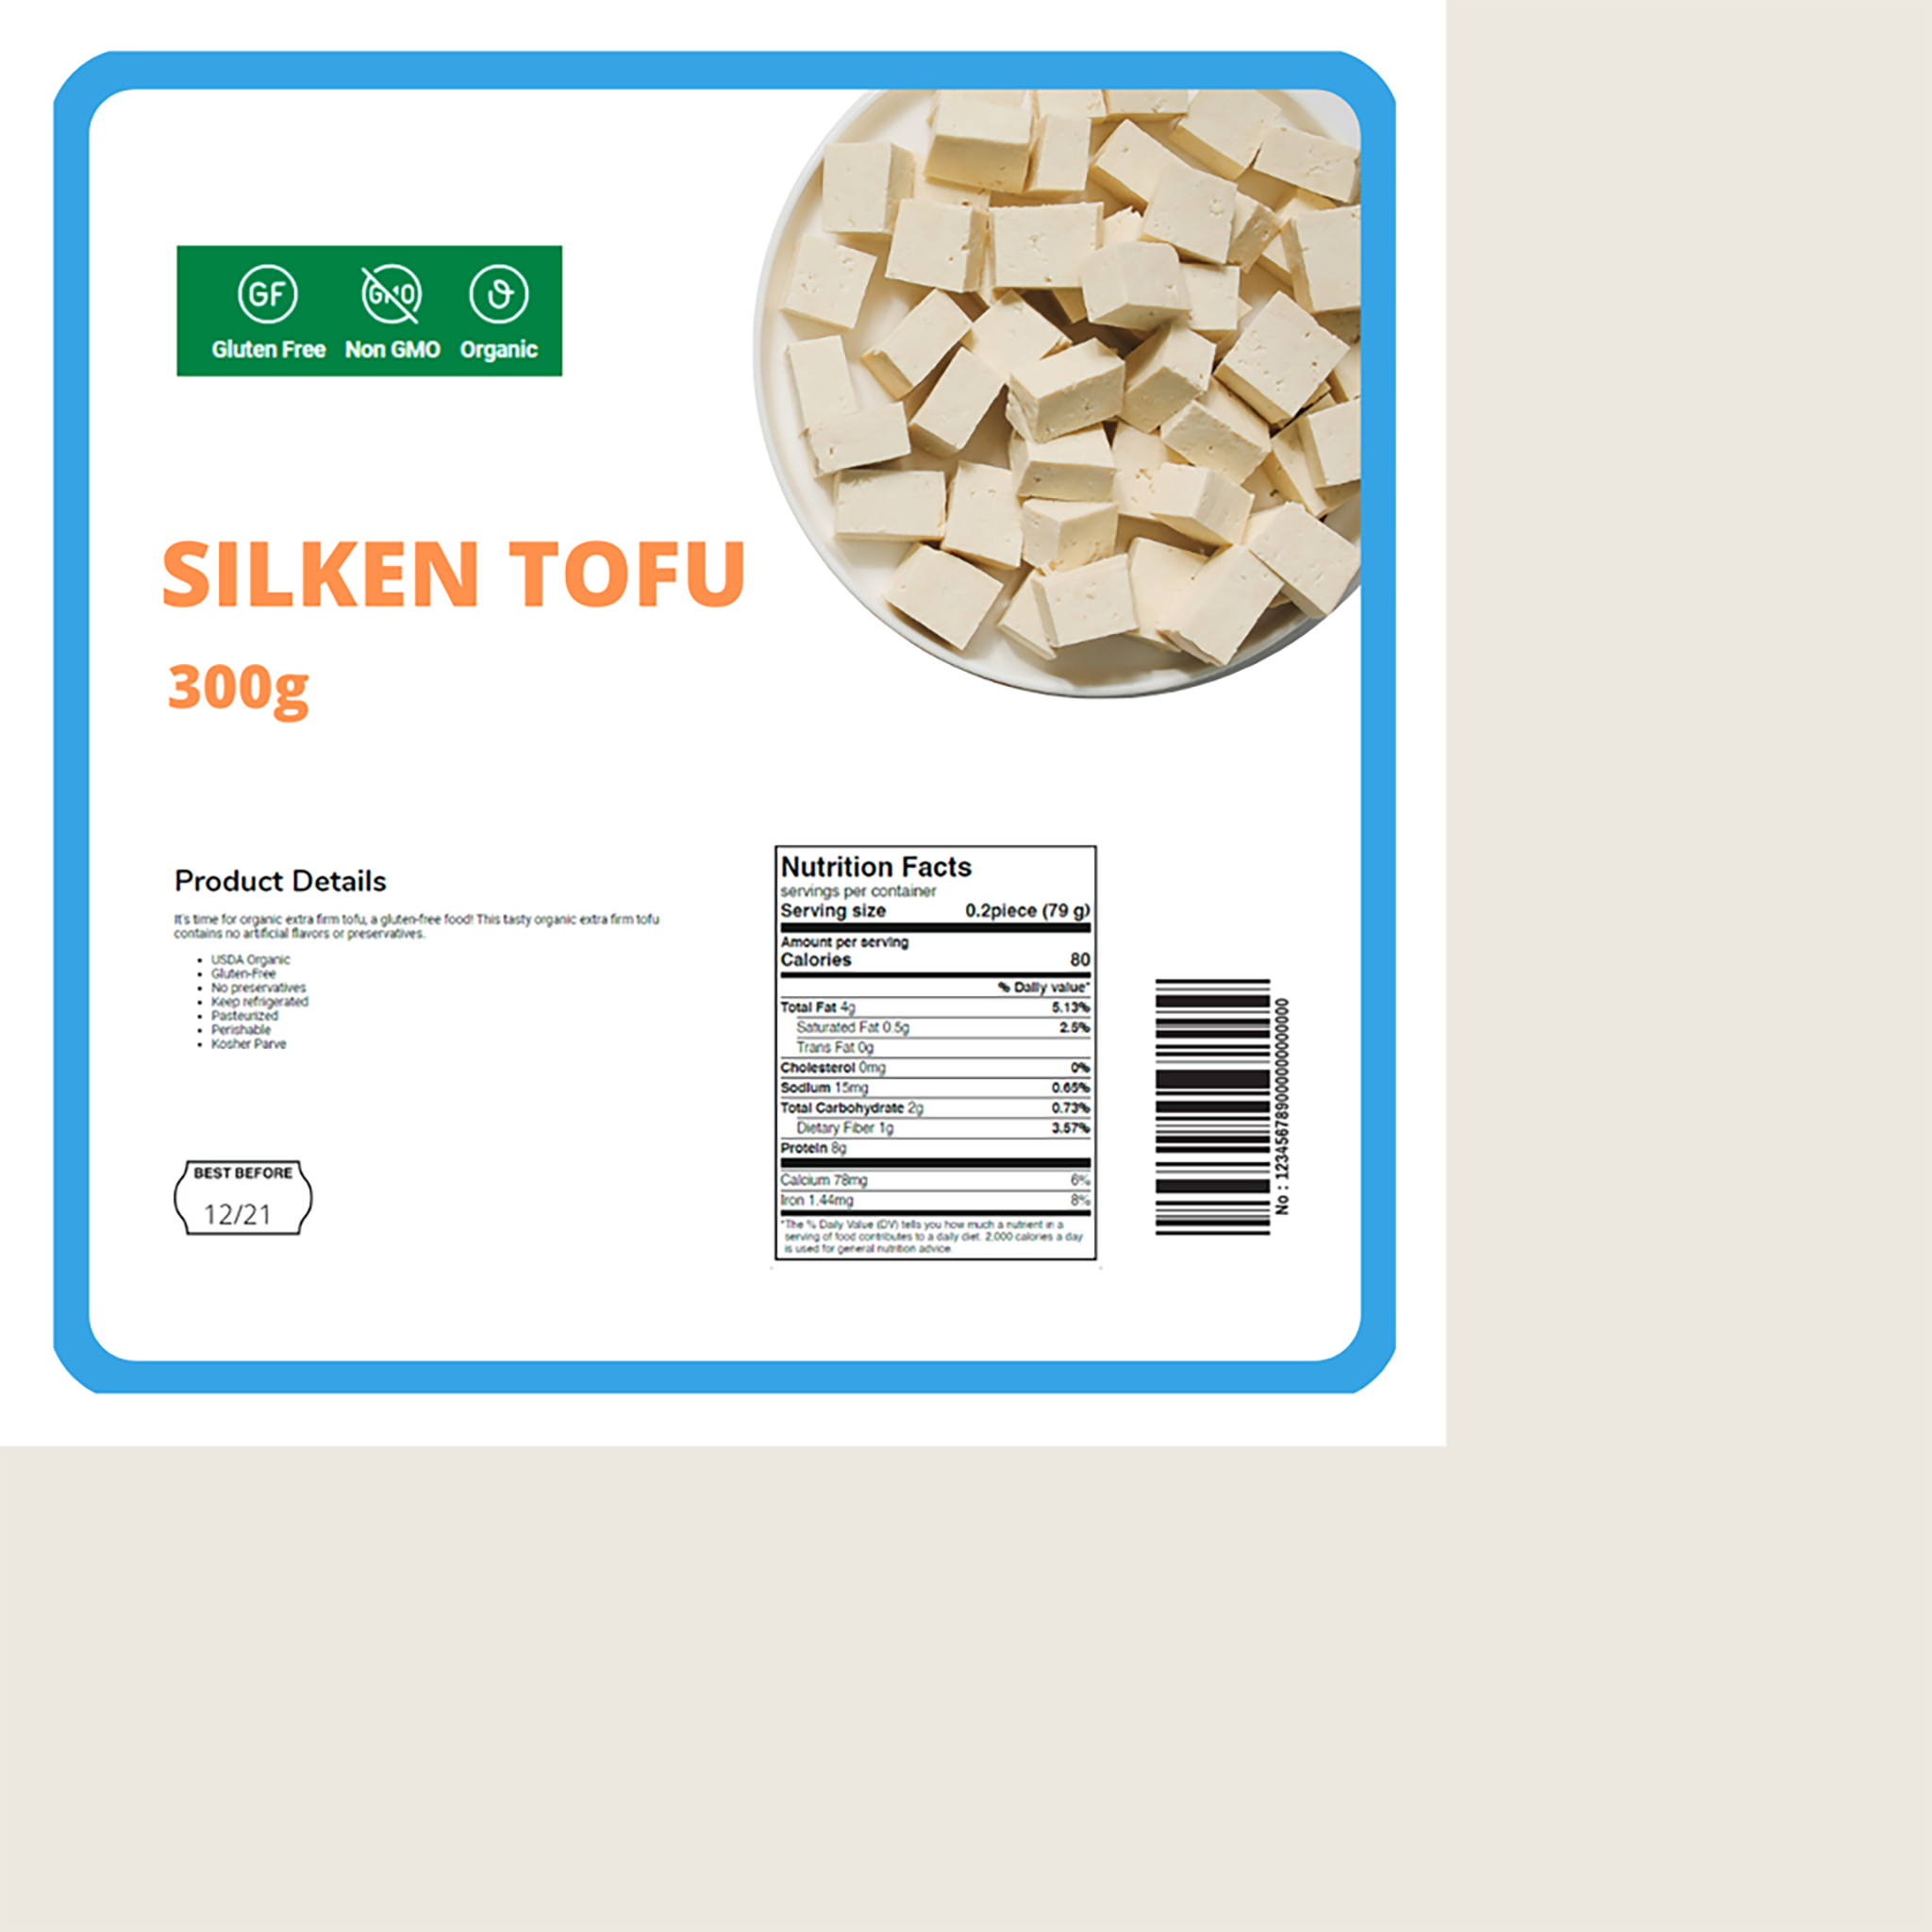 GF GMO
Gluten Free Non GMO Organic
SILKEN TOFU
300g
Product Details
It's time for organic extra firm tofu, a gluten-free food! This tasty organic extra firm tofu
contains no artificial flavors or preservatives.
• USDA Organic
• Gluten-Free
• No preservatives
• Keep refrigerated
• Pasteurized
• Perishable
• Kosher Parve
BEST BEFORE
12/21
Nutrition Facts
servings per container
Serving size 0.2piece (79 g)
Amount per serving
Calories 80
% Daily value*
Total Fat 4g 5.13%
Saturated Fat 0.5g 2.5%
Trans Fat 0g
Cholesterol 0mg 0%
Sodium 15mg 0.65%
Total Carbohydrate 2g 0.73%
Dietary Fiber 1g 3.57%
Protein 8g
Calcium 78mg 6%
Iron 1.44mg 8%
*The % Daily Value (DV) tells you how much a nutrient in a
serving of food contributes to a daily diet. 2,000 calories a day
is used for general nutrition advice.
No :